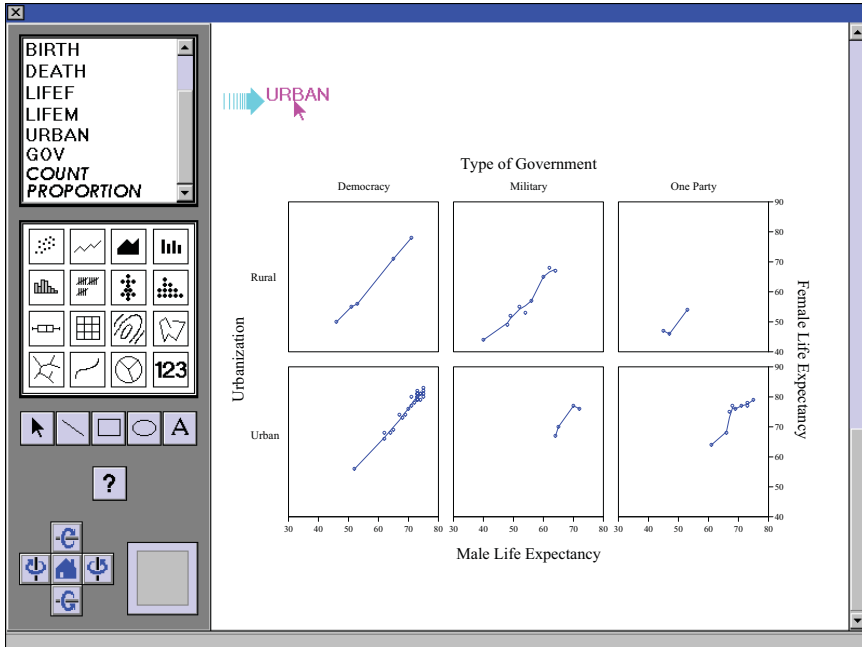 BIRTH
DEATH
LIFEF
LIFEM
URBAN
GOV
COUNT
PROPORTION
123
A
?
URBAN
Type of Government
Democracy
Military
One Party
Rural
Urban
Urbanization
90
80
70
60
50
40
90
80
70
60
50
40
Female Life Expectancy
30 40 50 60 70 80
30 40 50 60 70 80
30 40 50 60 70 80
Male Life Expectancy